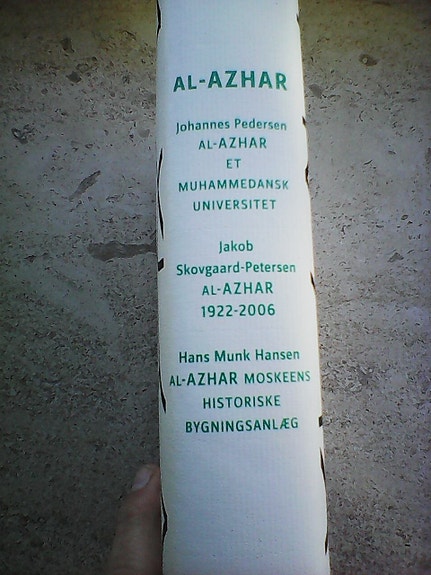 AL-AZHAR
Johannes Pedersen
AL-AZHAR
ET
MUHAMMEDANSK
UNIVERSITET
Jakob
Skovgaard-Petersen
AL-AZHAR
1922-2006
Hans Munk Hansen
AL-AZHAR MOSKEENS
HISTORISKE
BYGNINGSANLÆG